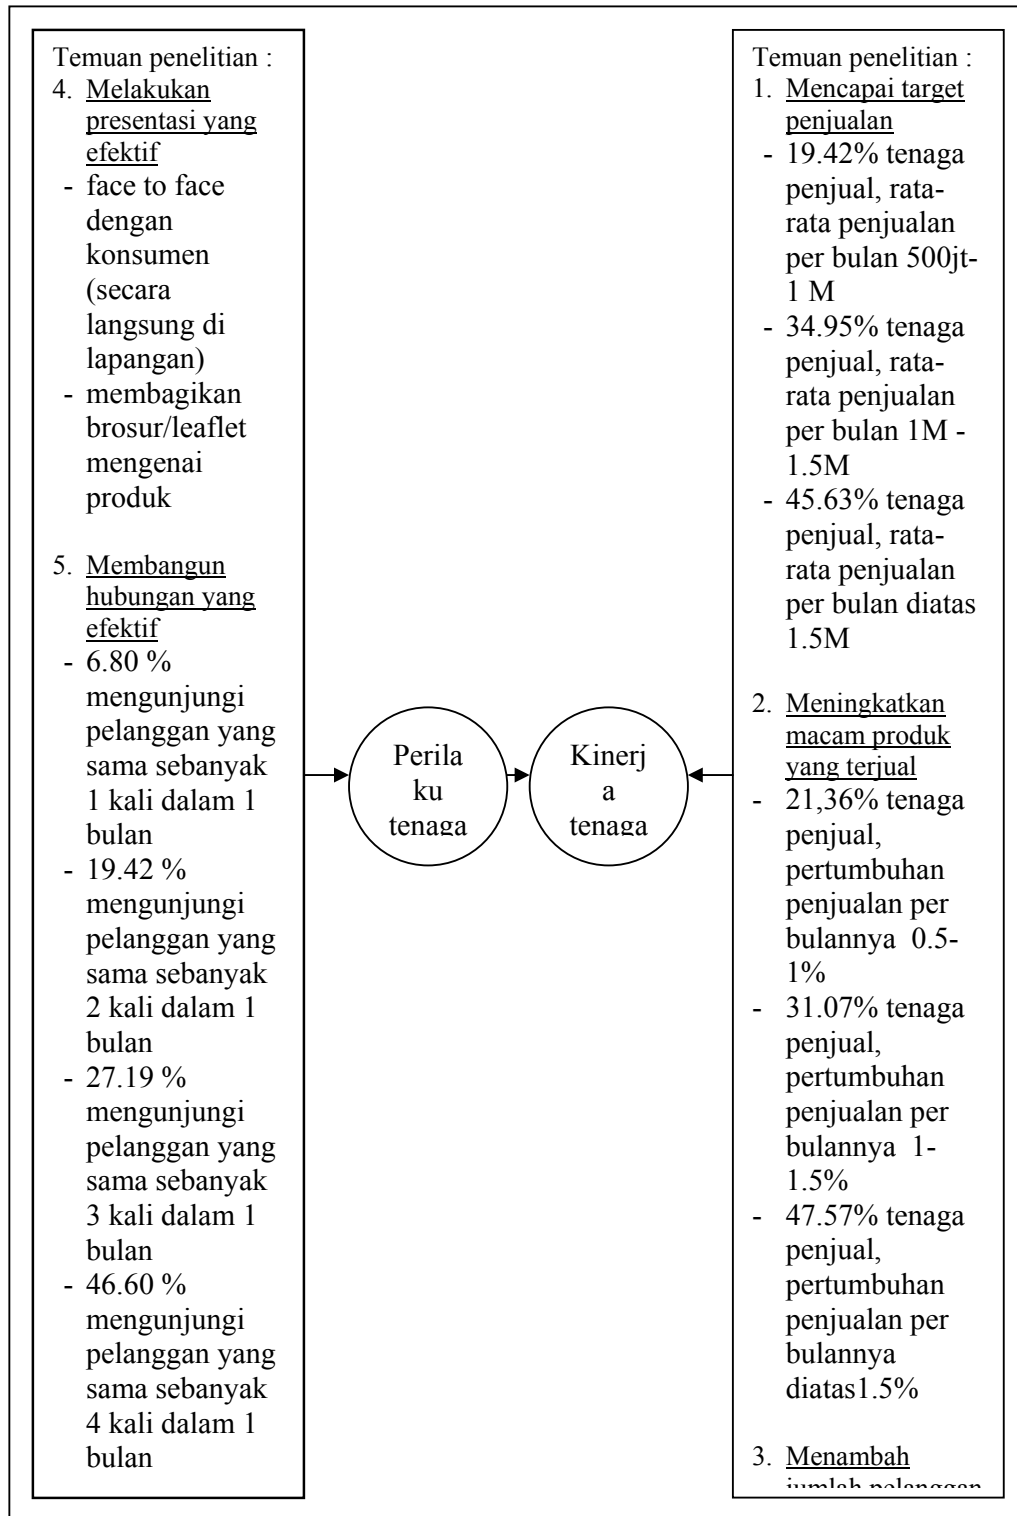 Temuan penelitian :
4. Melakukan
presentasi yang
efektif
- face to face
dengan
konsumen
(secara
langsung di
lapangan)
- membagikan
brosur/leaflet
mengenai
produk
5. Membangun
hubungan yang
efektif
- 6.80 %
mengunjungi
pelanggan yang
sama sebanyak
1 kali dalam 1
bulan
- 19.42 %
mengunjungi
pelanggan yang
sama sebanyak
2 kali dalam 1
bulan
- 27.19 %
mengunjungi
pelanggan yang
sama sebanyak
3 kali dalam 1
bulan
- 46.60 %
mengunjungi
pelanggan yang
sama sebanyak
4 kali dalam 1
bulan
Perila
ku
tenaga
Kinerj
a
tenaga
Temuan penelitian :
1. Mencapai target
penjualan
- 19.42% tenaga
penjual, rata-
rata penjualan
per bulan 500jt-
1 M
- 34.95% tenaga
penjual, rata-
rata penjualan
per bulan 1M -
1.5M
- 45.63% tenaga
penjual, rata-
rata penjualan
per bulan diatas
1.5M
2. Meningkatkan
macam produk
yang terjual
- 21,36% tenaga
penjual,
pertumbuhan
penjualan per
bulannya 0.5-
1%
- 31.07% tenaga
penjual,
pertumbuhan
penjualan per
bulannya 1-
1.5%
- 47.57% tenaga
penjual,
pertumbuhan
penjualan per
bulannya
diatas1.5%
3. Menambah
jumlah pelanggan